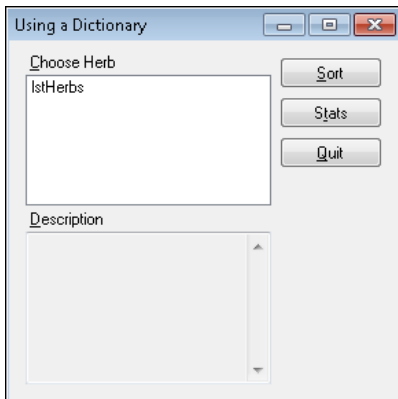 Using a Dictionary
Choose Herb
lstHerbs
Sort
Stats
Quit
Description